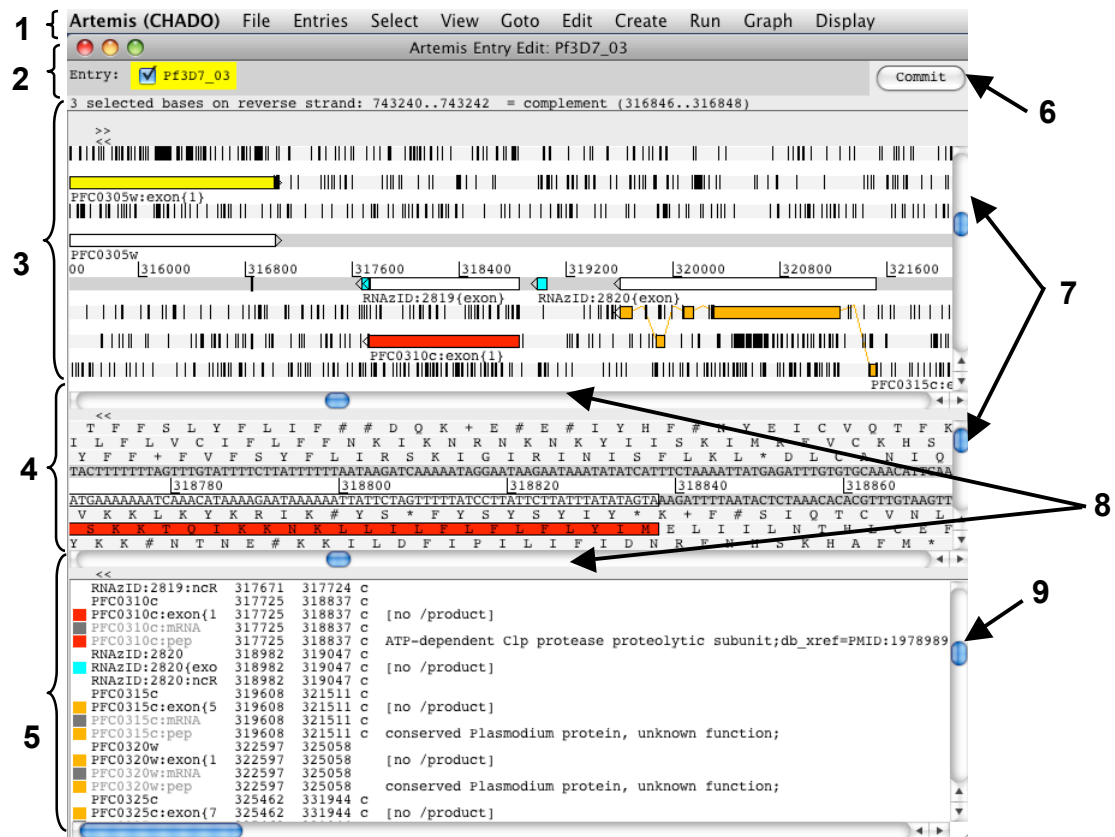 Artemis (CHADO) File Entries Select View Goto Edit Create Run Graph Display
1
Artemis Entry Edit: Pf3D7_03
2
Entry: Pf3D7_03
Commit
6
3 selected bases on reverse strand: 743240..743242 = complement (316846..316848)
>>
<<
PFC0305w:exon{1}
7
3
PFC0305w
00 316000 316800 317600 318400 319200 320000 320800 321600
RNAzID:2819{exon} RNAzID:2820{exon}
PFC0310c:exon{1}
PFC0315c:e
<<
T F F S L Y F L I F # # D Q K + E # E # I Y H F # N Y E I C V Q T F K
I L F L V C I F L F F N K I K N R N K N K Y I I S K I M K F V C K H S
Y F F + F V F S Y F L I R S K I G I R I N I S F L K L * D L C A N I Q
4
318780 318800 318820 318840 318860
8
V K K L K Y K R I K # Y S * F Y S Y S Y I Y * K + F # S I Q T C V N L
S K K T Q I K K N K L L I L F L F L F L Y I M E L I I L N T H L C E F
Y K K # N T N E # K K I L D F I P I L I F I D N R F N H S K H A F M *
<<
RNAzID:2819:ncR 317671 317724 c
PFC0310c 317725 318837 c
9
PFC0310c:exon{1 317725 318837 c [no /product]
PFC0310c:mRNA 317725 318837 c
PFC0310c:pep 317725 318837 c ATP-dependent Clp protease proteolytic subunit;db_xref=PMID:1978989
RNAzID:2820 318982 319047 c
RNAzID:2820{exo 318982 319047 c [no /product]
RNAzID:2820:ncR 318982 319047 c
PFC0315c 319608 321511 c
PFC0315c:exon{5 319608 321511 c [no /product]
PFC0315c:mRNA 319608 321511 c
5
PFC0315c:pep 319608 321511 c conserved Plasmodium protein, unknown function;
PFC0320w 322597 325058
PFC0320w:exon{1 322597 325058 [no /product]
PFC0320w:mRNA 322597 325058
PFC0320w:pep 322597 325058 conserved Plasmodium protein, unknown function;
PFC0325c 325462 331944 c
PFC0325c:exon{7 325462 331944 c [no /product]